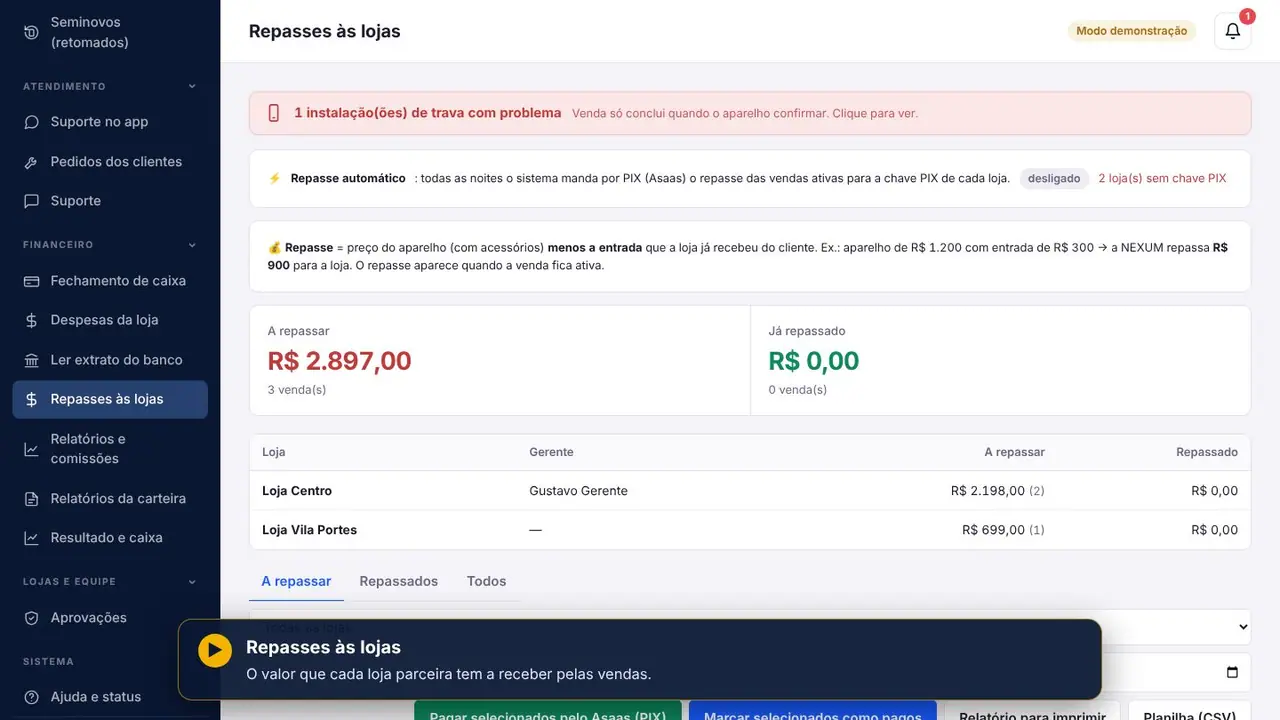 Seminovos
(retomados)
ATENDIMENTO
Suporte no app
Pedidos dos clientes
Suporte
FINANCEIRO
Fechamento de caixa
Despesas da loja
Ler extrato do banco
Repasses às lojas
Relatórios e
comissões
Relatórios da carteira
Resultado e caixa
LOJAS E EQUIPE
Aprovações
SISTEMA
Ajuda e status
Repasses às lojas
Modo demonstração
1
1 instalação(ões) de trava com problema Venda só conclui quando o aparelho confirmar. Clique para ver.
Repasse automático : todas as noites o sistema manda por PIX (Asaas) o repasse das vendas ativas para a chave PIX de cada loja. desligado 2 loja(s) sem chave PIX
Repasse = preço do aparelho (com acessórios) menos a entrada que a loja já recebeu do cliente. Ex.: aparelho de R$ 1.200 com entrada de R$ 300 → a NEXUM repassa R$
900 para a loja. O repasse aparece quando a venda fica ativa.
A repassar
R$ 2.897,00
3 venda(s)
Já repassado
R$ 0,00
0 venda(s)
Loja Gerente A repassar Repassado
Loja Centro Gustavo Gerente R$ 2.198,00 (2) R$ 0,00
Loja Vila Portes — R$ 699,00 (1) R$ 0,00
A repassar Repassados Todos
Repasses às lojas
O valor que cada loja parceira tem a receber pelas vendas.
Pagar selecionados pelo Asaas (PIX) Marcar selecionados como pagos Relatório para imprimir Planilha (CSV)